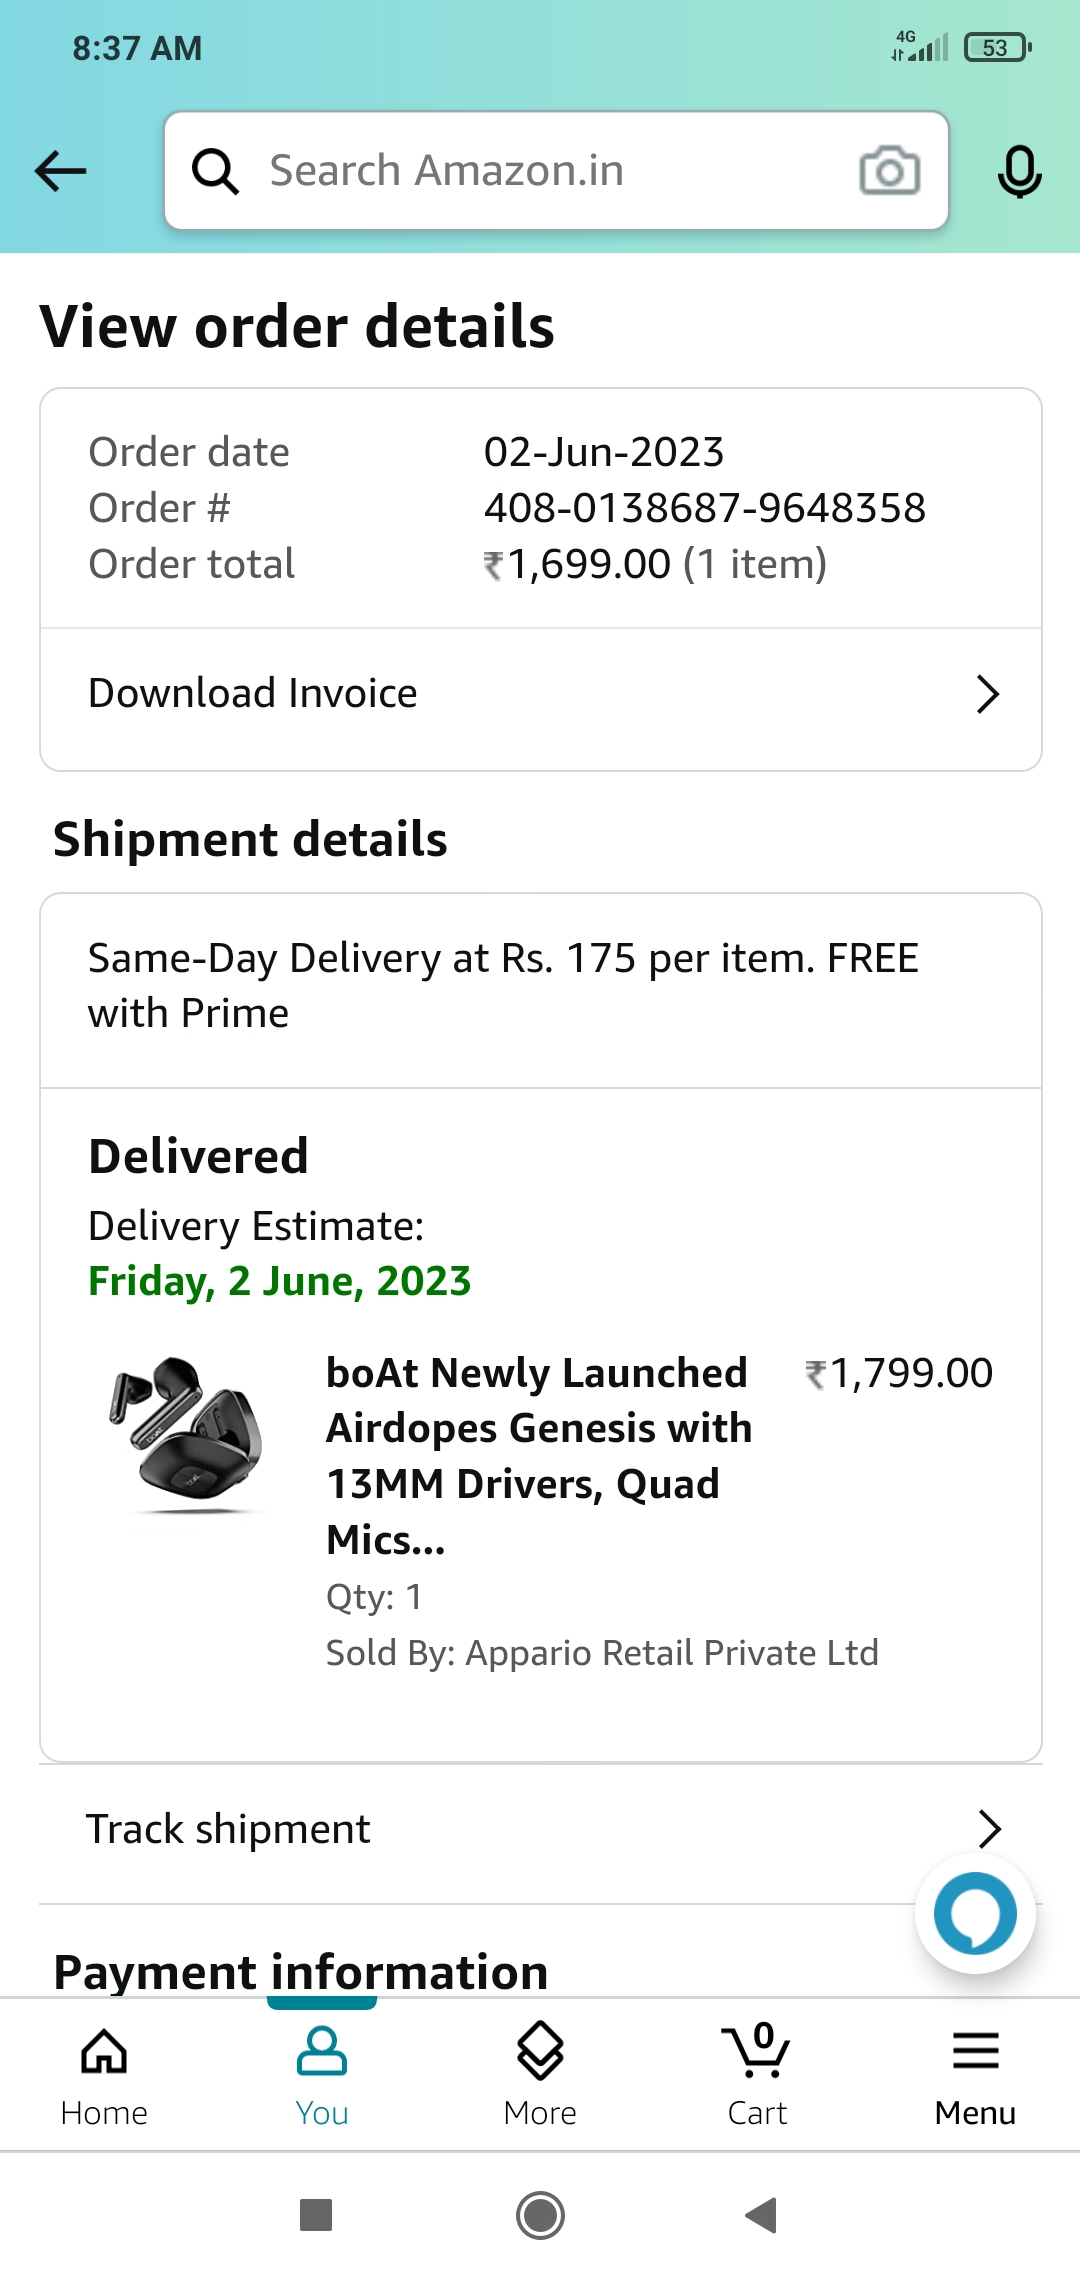 8:37 AM
4G
53
Search Amazon.in
View order details
Order date 02-Jun-2023
Order # 408-0138687-9648358
Order total ₹1,699.00 (1 item)
Download Invoice
Shipment details
Same-Day Delivery at Rs. 175 per item. FREE
with Prime
Delivered
Delivery Estimate:
Friday, 2 June, 2023
boAt Newly Launched ₹1,799.00
Airdopes Genesis with
13MM Drivers, Quad
Mics...
Qty: 1
Sold By: Appario Retail Private Ltd
Track shipment
Payment information
0
Home You More Cart Menu